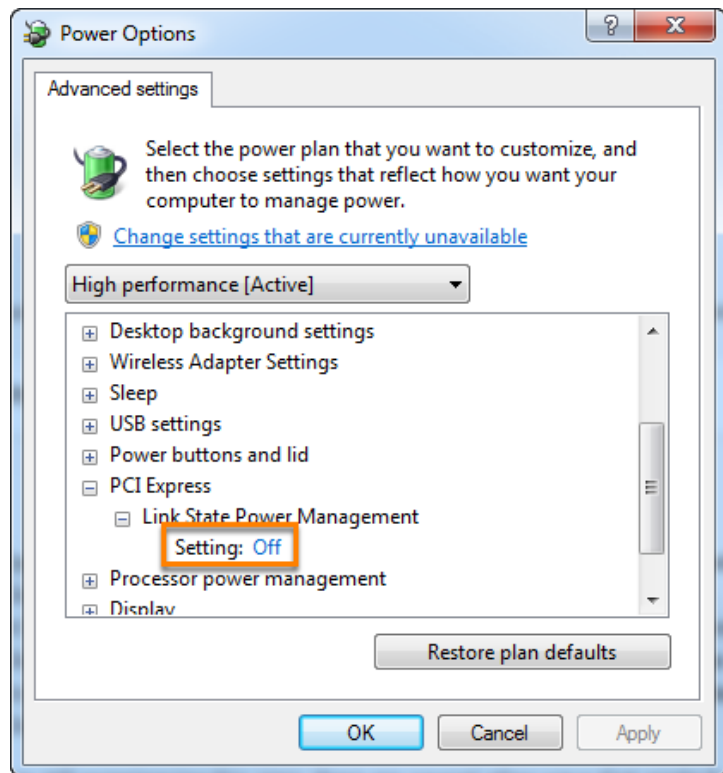 Power Options
Advanced settings
Select the power plan that you want to customize, and
then choose settings that reflect how you want your
computer to manage power.
Change settings that are currently unavailable
High performance [Active]
Desktop background settings
Wireless Adapter Settings
Sleep
USB settings
Power buttons and lid
PCI Express
Link State Power Management
Setting: Off
Processor power management
Display
Restore plan defaults
OK Cancel Apply